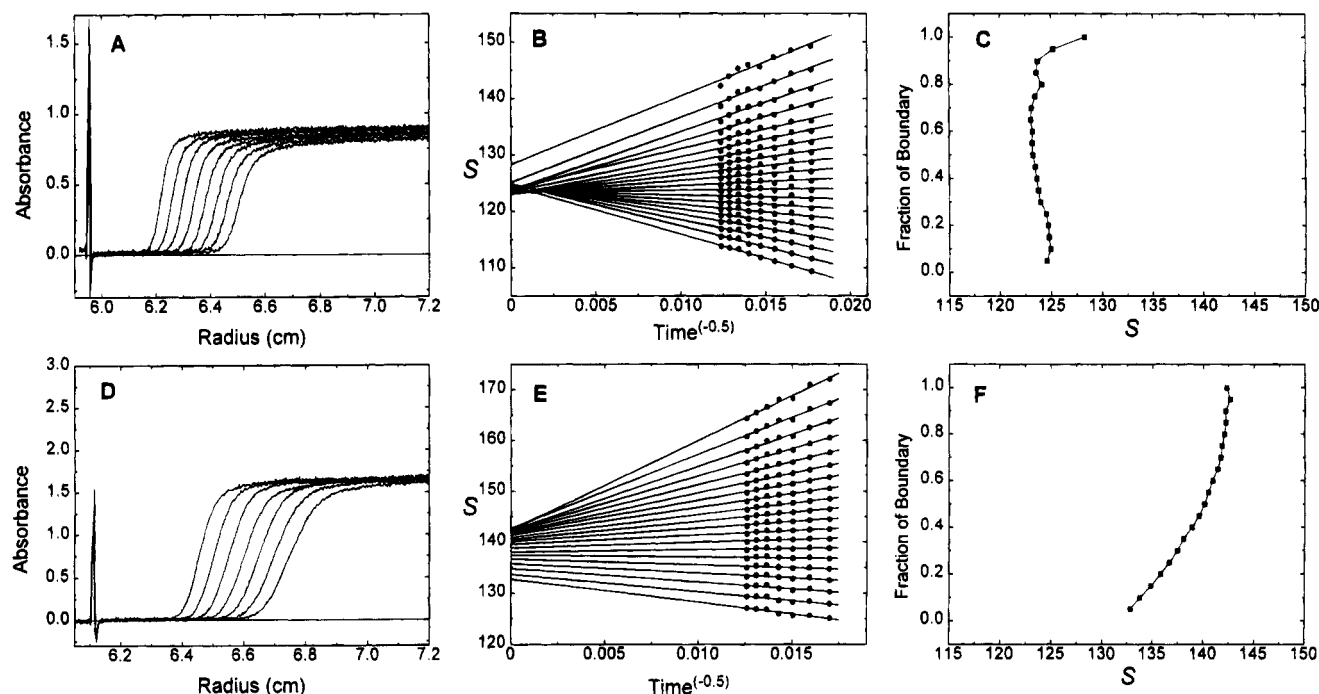 A
1.5
1.0
0.5
0.0
Absorbance
6.2 6.4 6.6 6.8 7.0 7.2
Radius (cm)
B
150
140
130
120
110
S
0 0.005 0.010 0.015 0.020
Time(-0.5)
C
1.0
0.8
0.6
0.4
0.2
0.0
Fraction of Boundary
115 120 125 130 135 140 145 150
S
D
3.0
2.5
2.0
1.5
1.0
0.5
0.0
Absorbance
6.2 6.4 6.6 6.8 7.0 7.2
Radius (cm)
E
170
160
150
140
130
120
S
0 0.005 0.010 0.015
Time(-0.5)
F
1.0
0.8
0.6
0.4
0.2
0.0
Fraction of Boundary
115 120 125 130 135 140 145 150
S